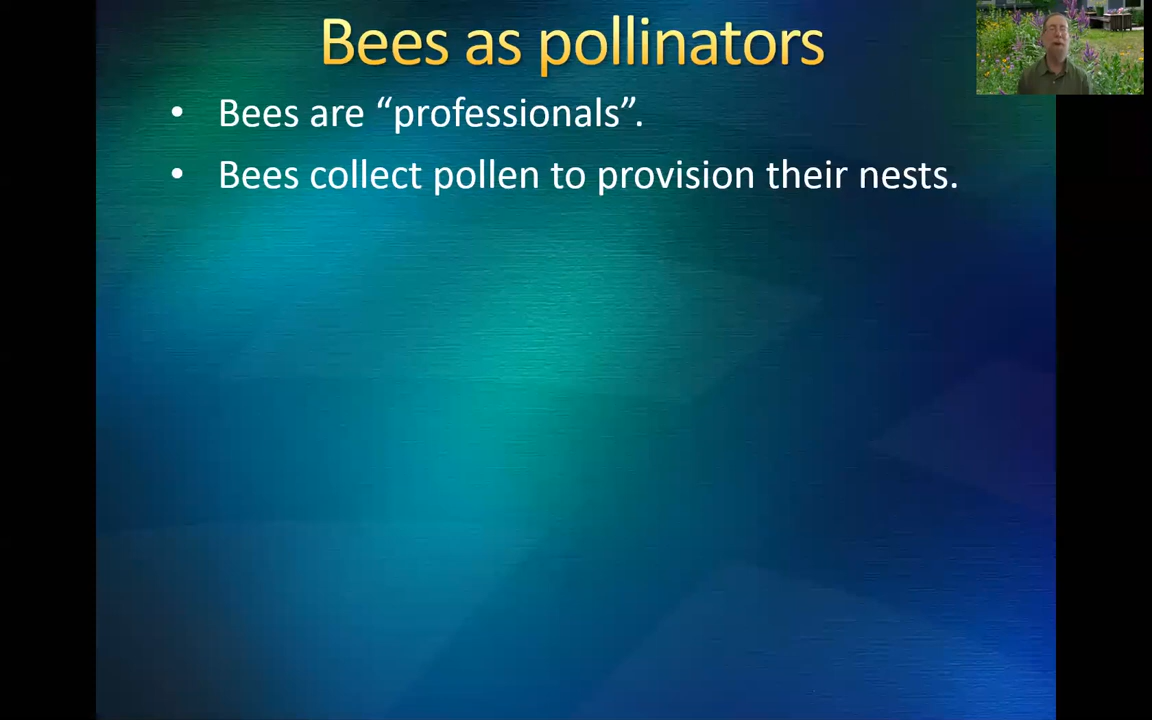 Bees as pollinators
• Bees are “professionals”.
• Bees collect pollen to provision their nests.